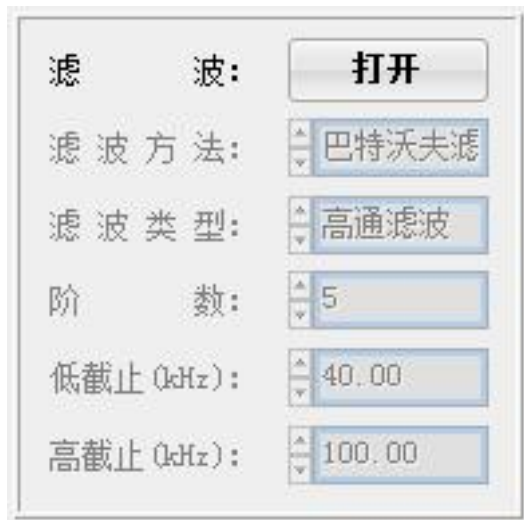 滤波: 打开
滤波方法: 巴特沃夫滤
滤波类型: 高通滤波
阶数: 5
低截止(kHz): 40.00
高截止(kHz): 100.00